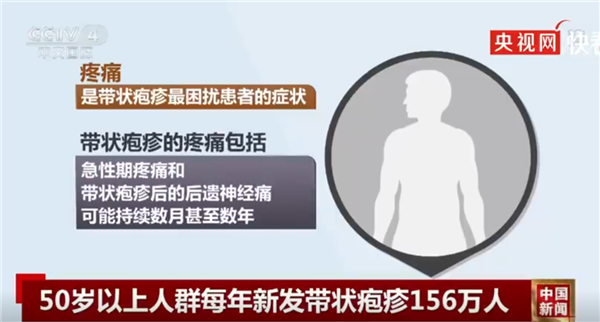 CCTV 4
中文国际
央视网
快看
疼痛
是带状疱疹最困扰患者的症状
带状疱疹的疼痛包括
急性期疼痛和
带状疱疹后的后遗神经痛
可能持续数月甚至数年
50岁以上人群每年新发带状疱疹156万人
中国
新闻